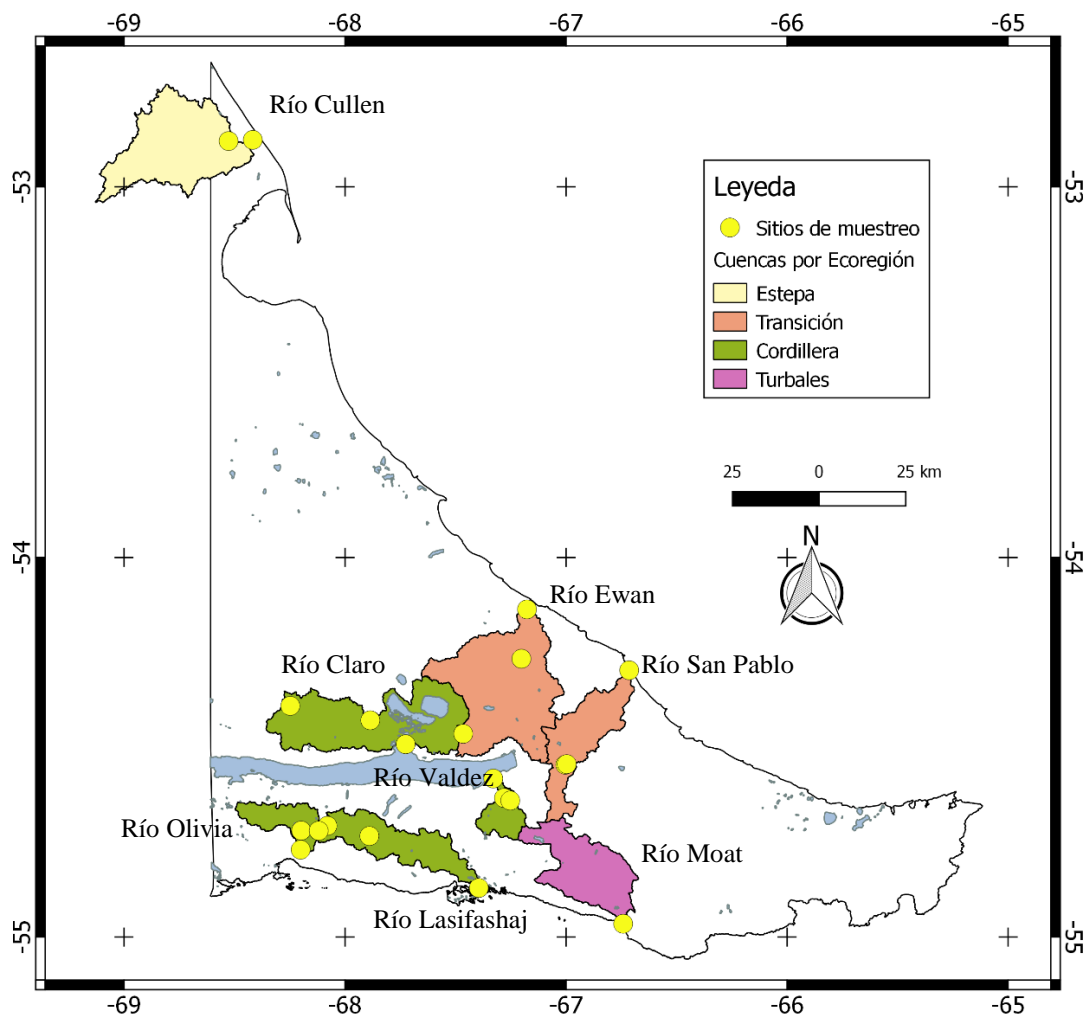 -69 -68 -67 -66 -65
Río Cullen
-53 -53
Leyeda
Sitios de muestreo
Cuencas por Ecoregión
Estepa
Transición
Cordillera
Turbales
25 0 25 km
N
-54 -54
Río Ewan
Río Claro
Río San Pablo
Río Valdez
Río Olivia
Río Moat
Río Lasifashaj
-55 -55
-69 -68 -67 -66 -65